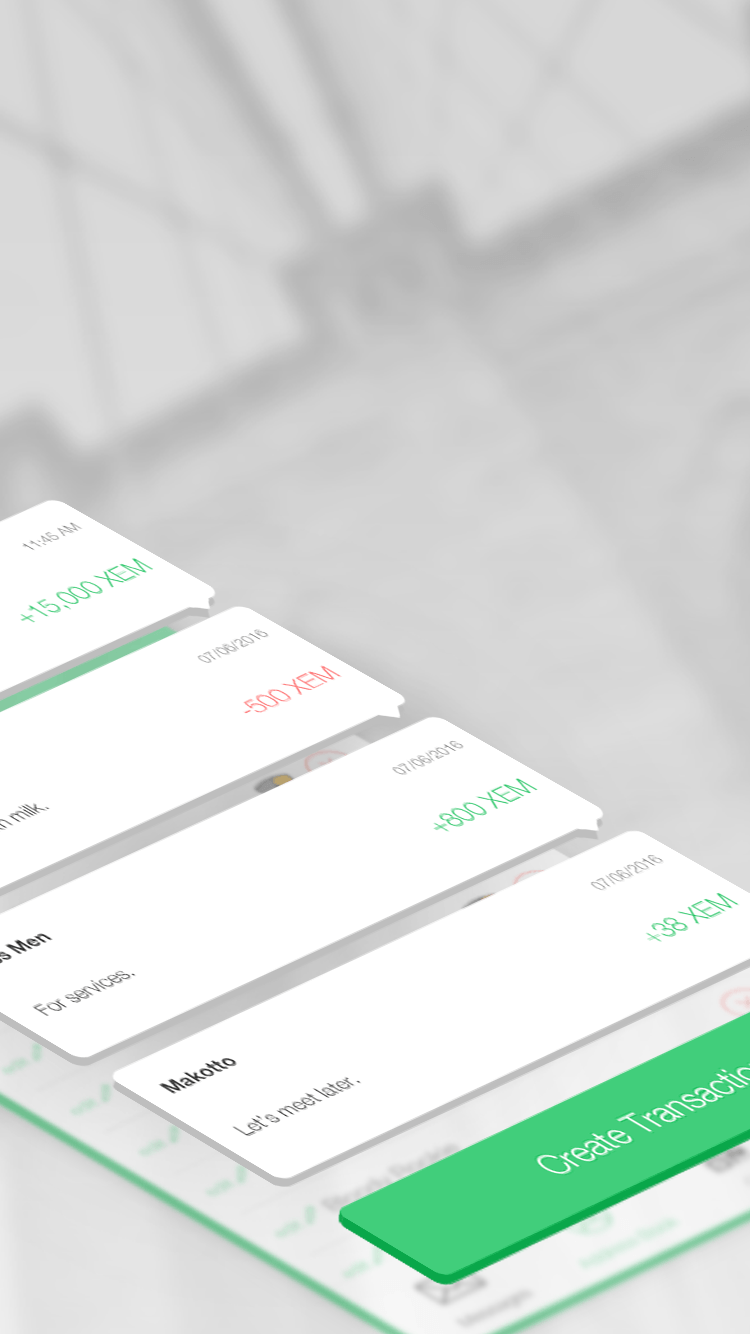 11:45 AM
+15,000 XEM
07/06/2016
-500 XEM
milk.
07/06/2016
+800 XEM
Men
For services.
07/06/2016
+38 XEM
Makotto
Let's meet later.
Create
Messages